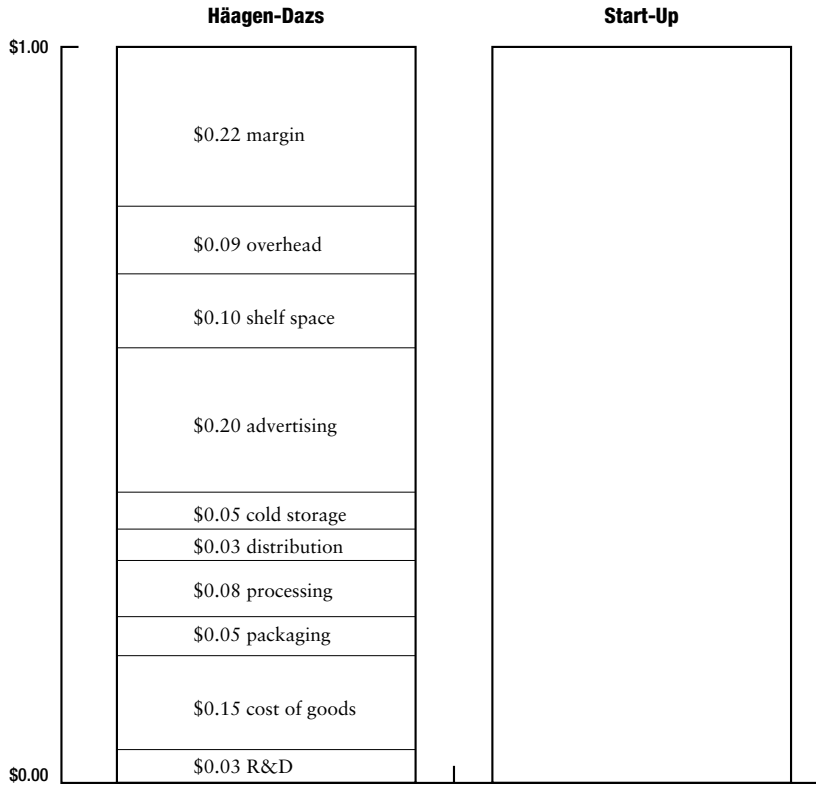 Häagen-Dazs
Start-Up
$1.00
$0.22 margin
$0.09 overhead
$0.10 shelf space
$0.20 advertising
$0.05 cold storage
$0.03 distribution
$0.08 processing
$0.05 packaging
$0.15 cost of goods
$0.03 R&D
$0.00